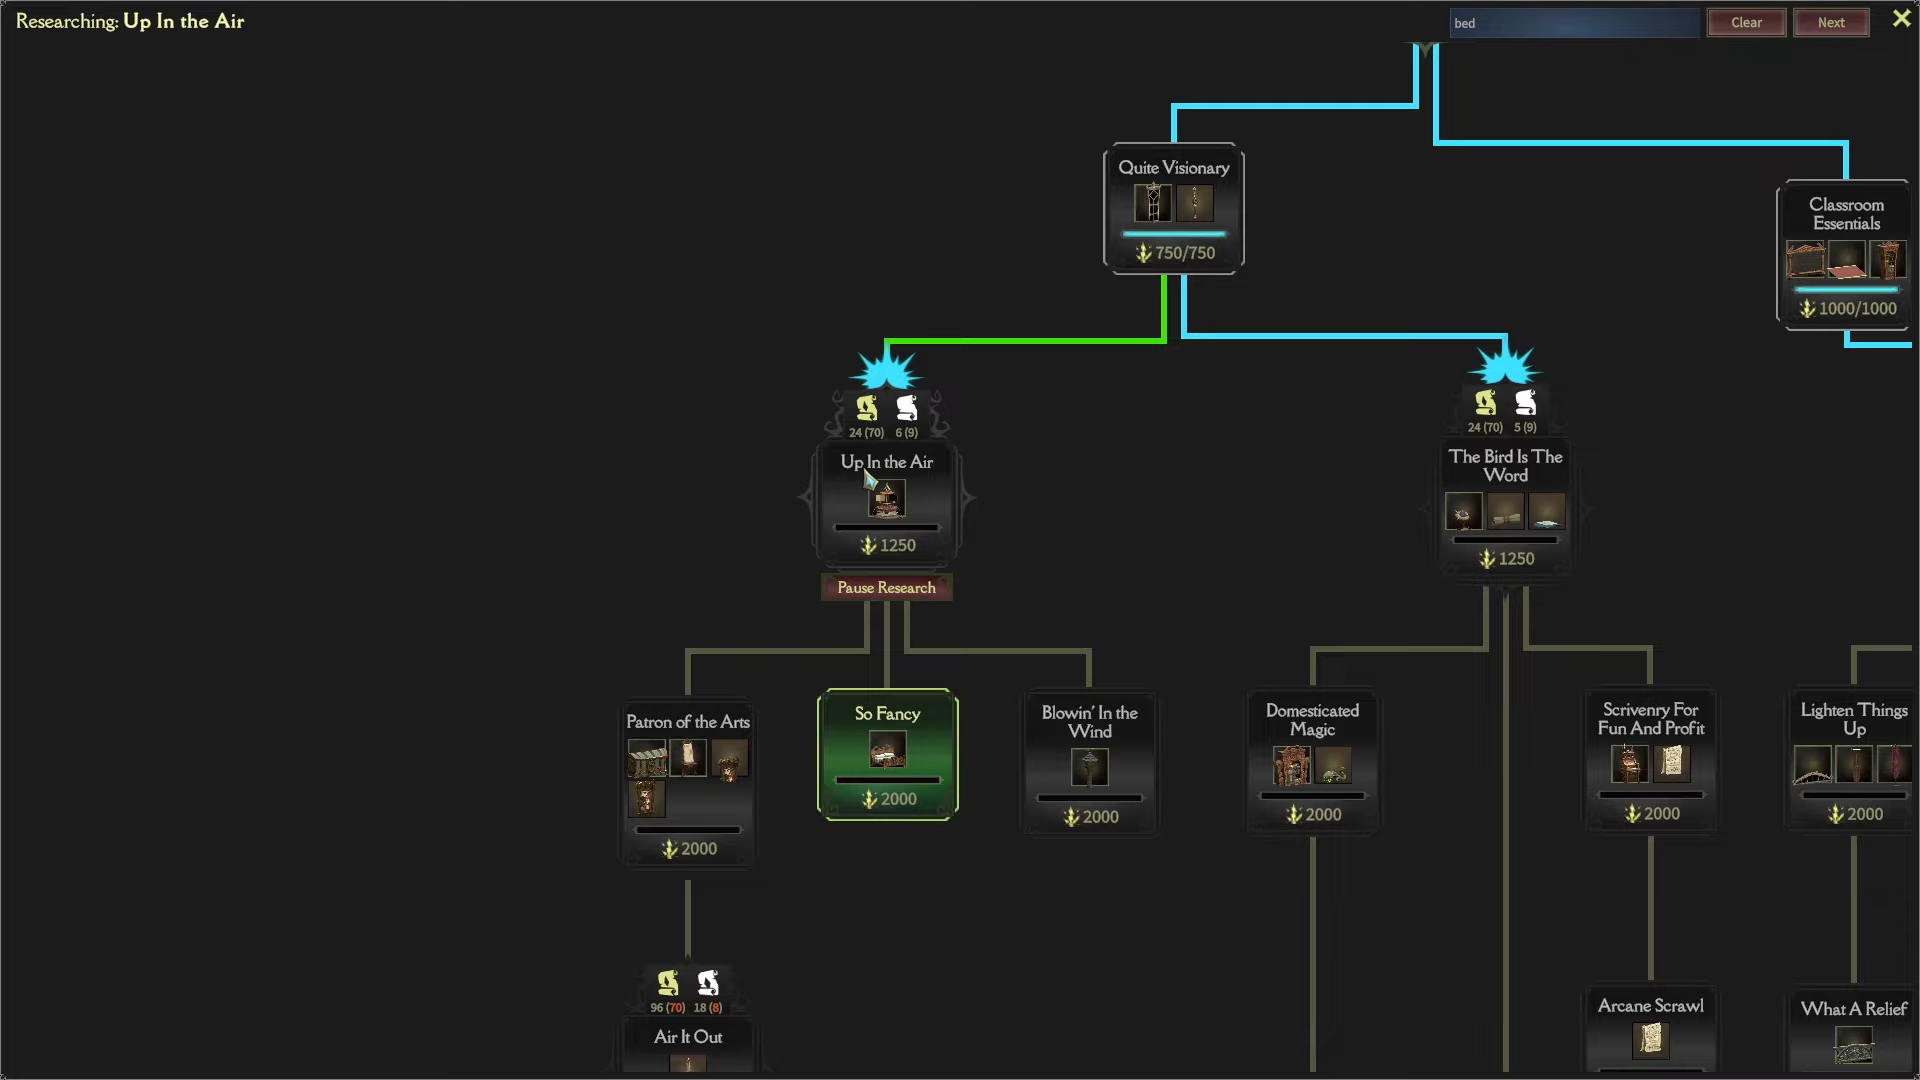 Researching: Up In the Air
bed
Clear
Next
Quite Visionary
750/750
Classroom
Essentials
1000/1000
24 (70) 6 (9)
Up In the Air
1250
Pause Research
24 (70) 5 (9)
The Bird Is The
Word
1250
Patron of the Arts
2000
So Fancy
2000
Blowin' In the
Wind
2000
Domesticated
Magic
2000
Scrivenry For
Fun And Profit
2000
Lighten Things
Up
2000
96 (70) 18 (8)
Air It Out
Arcane Scrawl
What A Relief